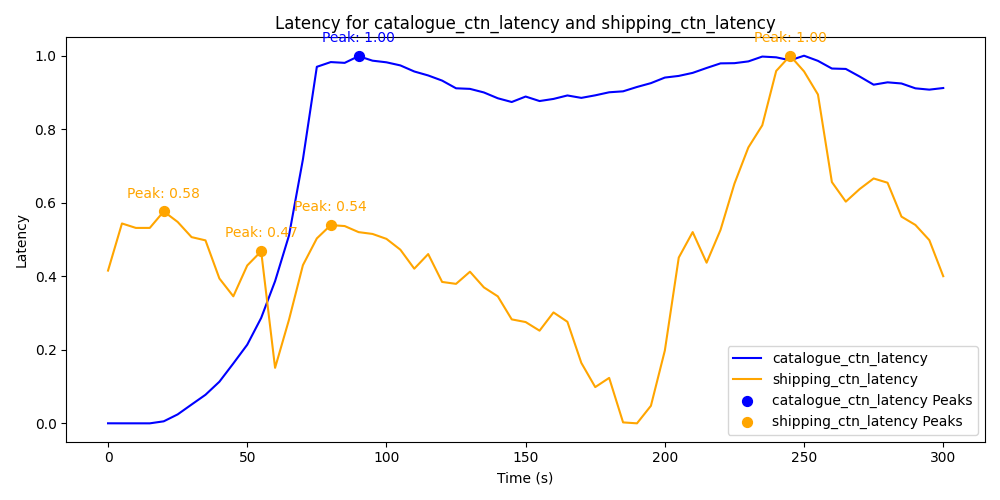 Latency for catalogue_ctn_latency and shipping_ctn_latency
Peak: 1.00
Peak: 1.00
1.0
0.8
0.6
0.4
0.2
0.0
Latency
Peak: 0.58
Peak: 0.47
Peak: 0.54
catalogue_ctn_latency
shipping_ctn_latency
catalogue_ctn_latency Peaks
shipping_ctn_latency Peaks
0 50 100 150 200 250 300
Time (s)